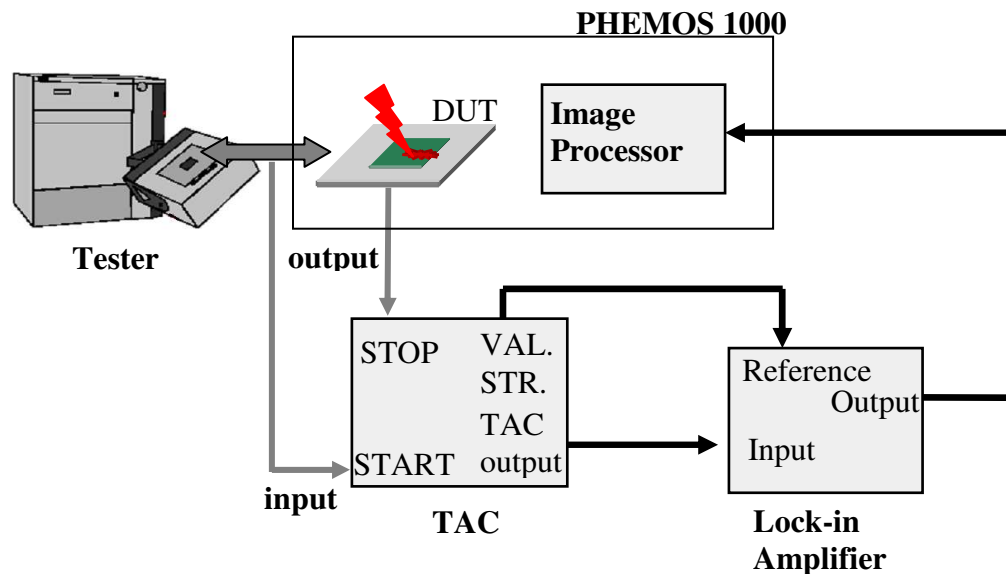 PHEMOS 1000
DUT
Image
Processor
Tester
output
STOP
VAL.
STR.
TAC
output
START
input
TAC
Reference
Output
Input
Lock-in
Amplifier